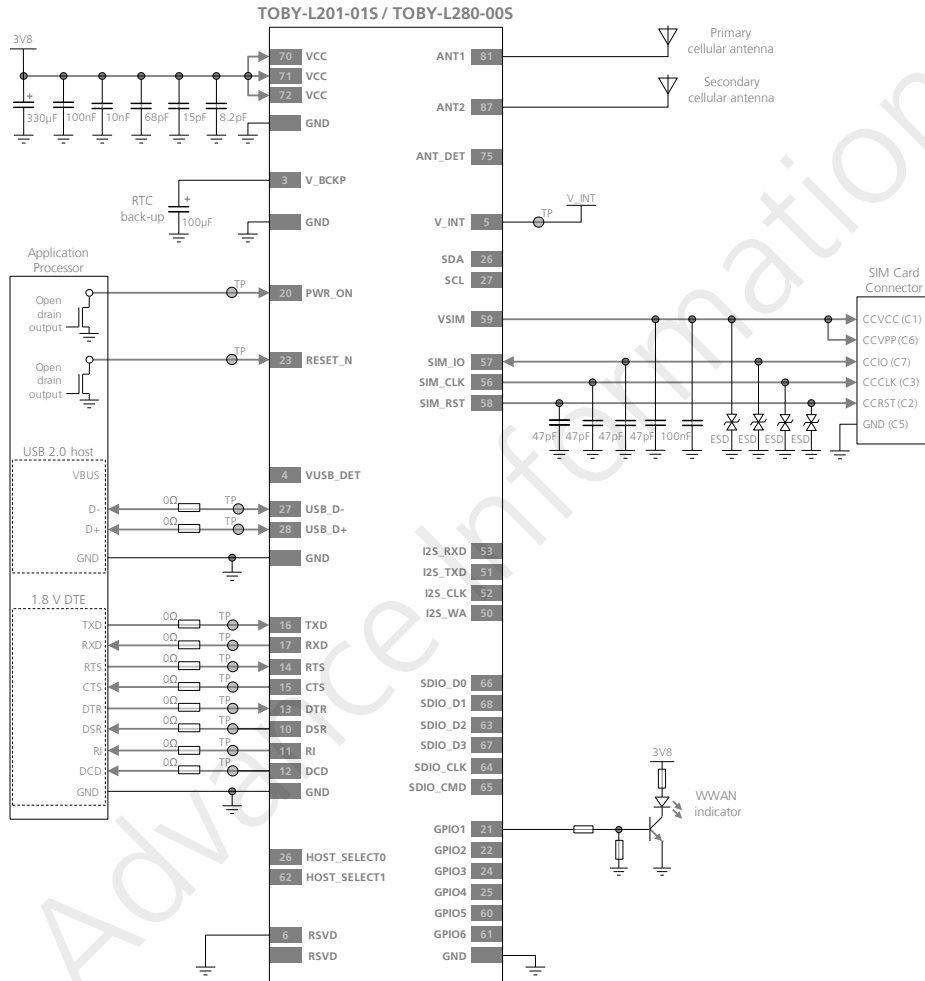 TOBY-L201-01S / TOBY-L280-00S
3V8
70 VCC
71 VCC
72 VCC
GND
+
330µF 100nF 10nF 68pF 15pF 8.2pF
3 V_BCKP
RTC
back-up
+
100µF
GND
Application
Processor
Open
drain
output
TP
20 PWR_ON
Open
drain
output
TP
23 RESET_N
USB 2.0 host
VBUS
4 VUSB_DET
D- 0Ω TP 27 USB_D-
D+ 0Ω TP 28 USB_D+
GND GND
1.8 V DTE
TXD 0Ω TP 16 TXD
RXD 0Ω TP 17 RXD
RTS 0Ω TP 14 RTS
CTS 0Ω TP 15 CTS
DTR 0Ω TP 13 DTR
DSR 0Ω TP 10 DSR
RI 0Ω TP 11 RI
DCD 0Ω TP 12 DCD
GND GND
26 HOST_SELECT0
62 HOST_SELECT1
6 RSVD
RSVD
ANT1 81
Primary
cellular antenna
ANT2 87
Secondary
cellular antenna
ANT_DET 75
V_INT 5 TP V_INT
SDA 26
SCL 27
VSIM 59
SIM_IO 57
SIM_CLK 56
SIM_RST 58
47pF 47pF 47pF 47pF 100nF ESD ESD ESD ESD
SIM Card
Connector
CCVCC (C1)
CCVPP (C6)
CCIO (C7)
CCCLK (C3)
CCRST (C2)
GND (C5)
I2S_RXD 53
I2S_TXD 51
I2S_CLK 52
I2S_WA 50
SDIO_D0 66
SDIO_D1 68
SDIO_D2 63
SDIO_D3 67
SDIO_CLK 64
SDIO_CMD 65
GPIO1 21
GPIO2 22
GPIO3 24
GPIO4 25
GPIO5 60
GPIO6 61
GND
3V8
WWAN
indicator
Advance Information